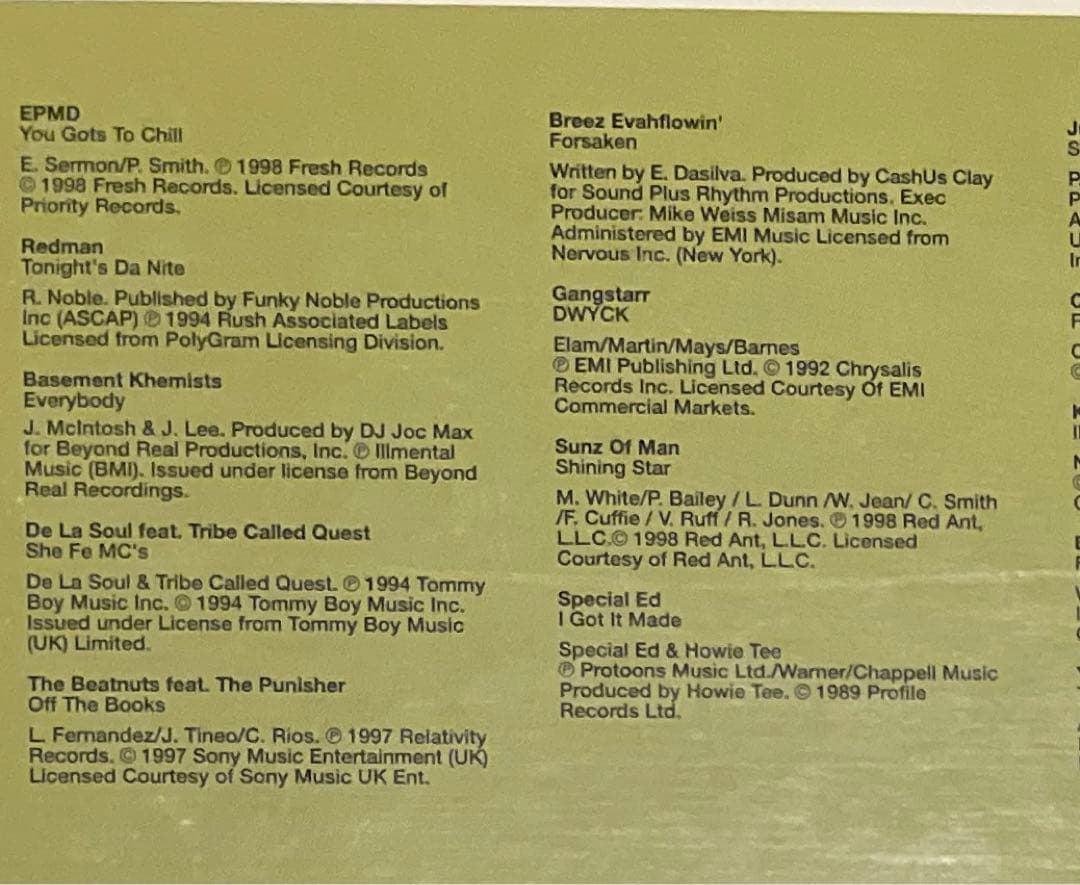 EPMD
You Gots To Chill
E. Sermon/P. Smith. ℗ 1998 Fresh Records
© 1998 Fresh Records. Licensed Courtesy of
Priority Records.
Redman
Tonight's Da Nite
R. Noble. Published by Funky Noble Productions
Inc (ASCAP) ℗ 1994 Rush Associated Labels
Licensed from PolyGram Licensing Division.
Basement Khemists
Everybody
J. McIntosh & J. Lee. Produced by DJ Joc Max
for Beyond Real Productions, Inc. ℗ Illmental
Music (BMI). Issued under license from Beyond
Real Recordings.
De La Soul feat. Tribe Called Quest
She Fe MC's
De La Soul & Tribe Called Quest. ℗ 1994 Tommy
Boy Music Inc. © 1994 Tommy Boy Music Inc.
Issued under License from Tommy Boy Music
(UK) Limited.
The Beatnuts feat. The Punisher
Off The Books
L. Fernandez/J. Tineo/C. Rios. ℗ 1997 Relativity
Records. © 1997 Sony Music Entertainment (UK)
Licensed Courtesy of Sony Music UK Ent.
Breez Evahflowin'
Forsaken
Written by E. Dasilva. Produced by CashUs Clay
for Sound Plus Rhythm Productions. Exec
Producer: Mike Weiss Misam Music Inc.
Administered by EMI Music Licensed from
Nervous Inc. (New York).
Gangstarr
DWYCK
Elam/Martin/Mays/Barnes
℗ EMI Publishing Ltd. © 1992 Chrysalis
Records Inc. Licensed Courtesy Of EMI
Commercial Markets.
Sunz Of Man
Shining Star
M. White/P. Bailey / L. Dunn /W. Jean/ C. Smith
/F. Cuffie / V. Ruff / R. Jones. ℗ 1998 Red Ant,
L.L.C.© 1998 Red Ant, L.L.C. Licensed
Courtesy of Red Ant, L.L.C.
Special Ed
I Got It Made
Special Ed & Howie Tee
℗ Protoons Music Ltd./Warner/Chappell Music
Produced by Howie Tee. © 1989 Profile
Records Ltd.